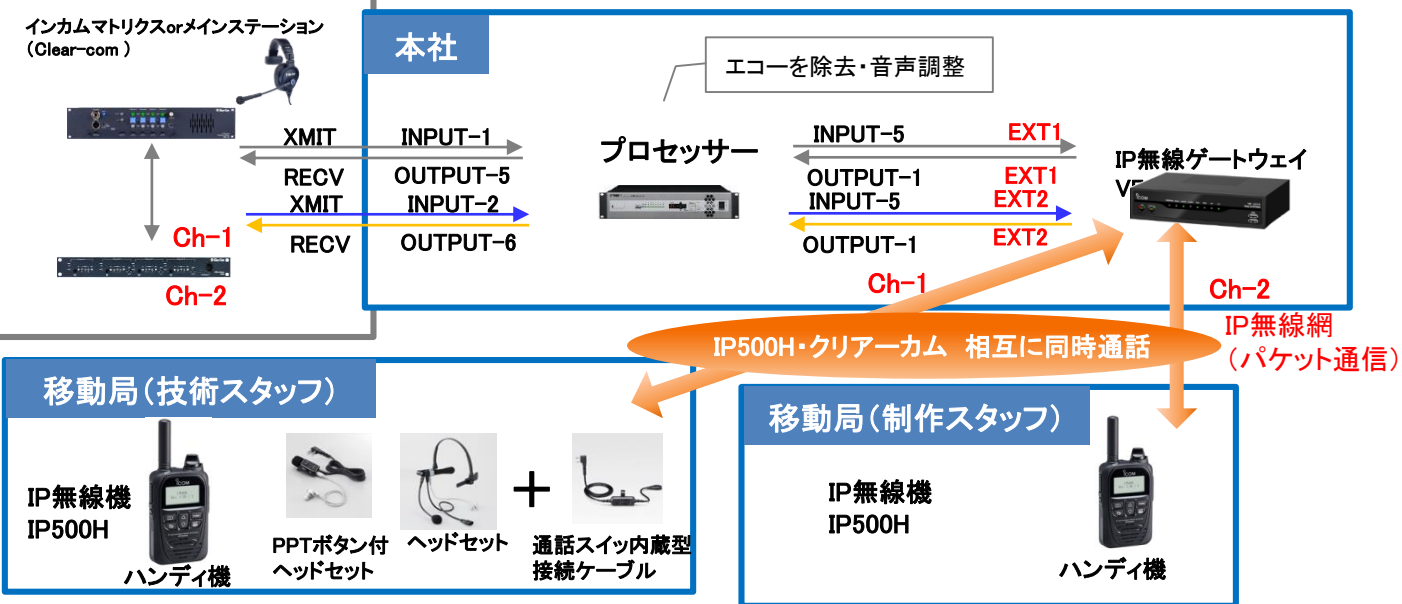 インカムマトリクスorメインステーション
（Clear-com ）
本社
エコーを除去・音声調整
XMIT
INPUT-1
RECV
OUTPUT-5
XMIT
INPUT-2
RECV
OUTPUT-6
Ch-1
Ch-2
プロセッサー
INPUT-5
EXT1
OUTPUT-1
EXT1
INPUT-5
EXT2
OUTPUT-1
EXT2
IP無線ゲートウェイ
Ch-1
Ch-2
IP無線網
（パケット通信）
IP500H・クリアーカム 相互に同時通話
移動局（技術スタッフ）
IP無線機
IP500H
ハンディ機
PPTボタン付
ヘッドセット
ヘッドセット
＋
通話スイッ内蔵型
接続ケーブル
移動局（制作スタッフ）
IP無線機
IP500H
ハンディ機